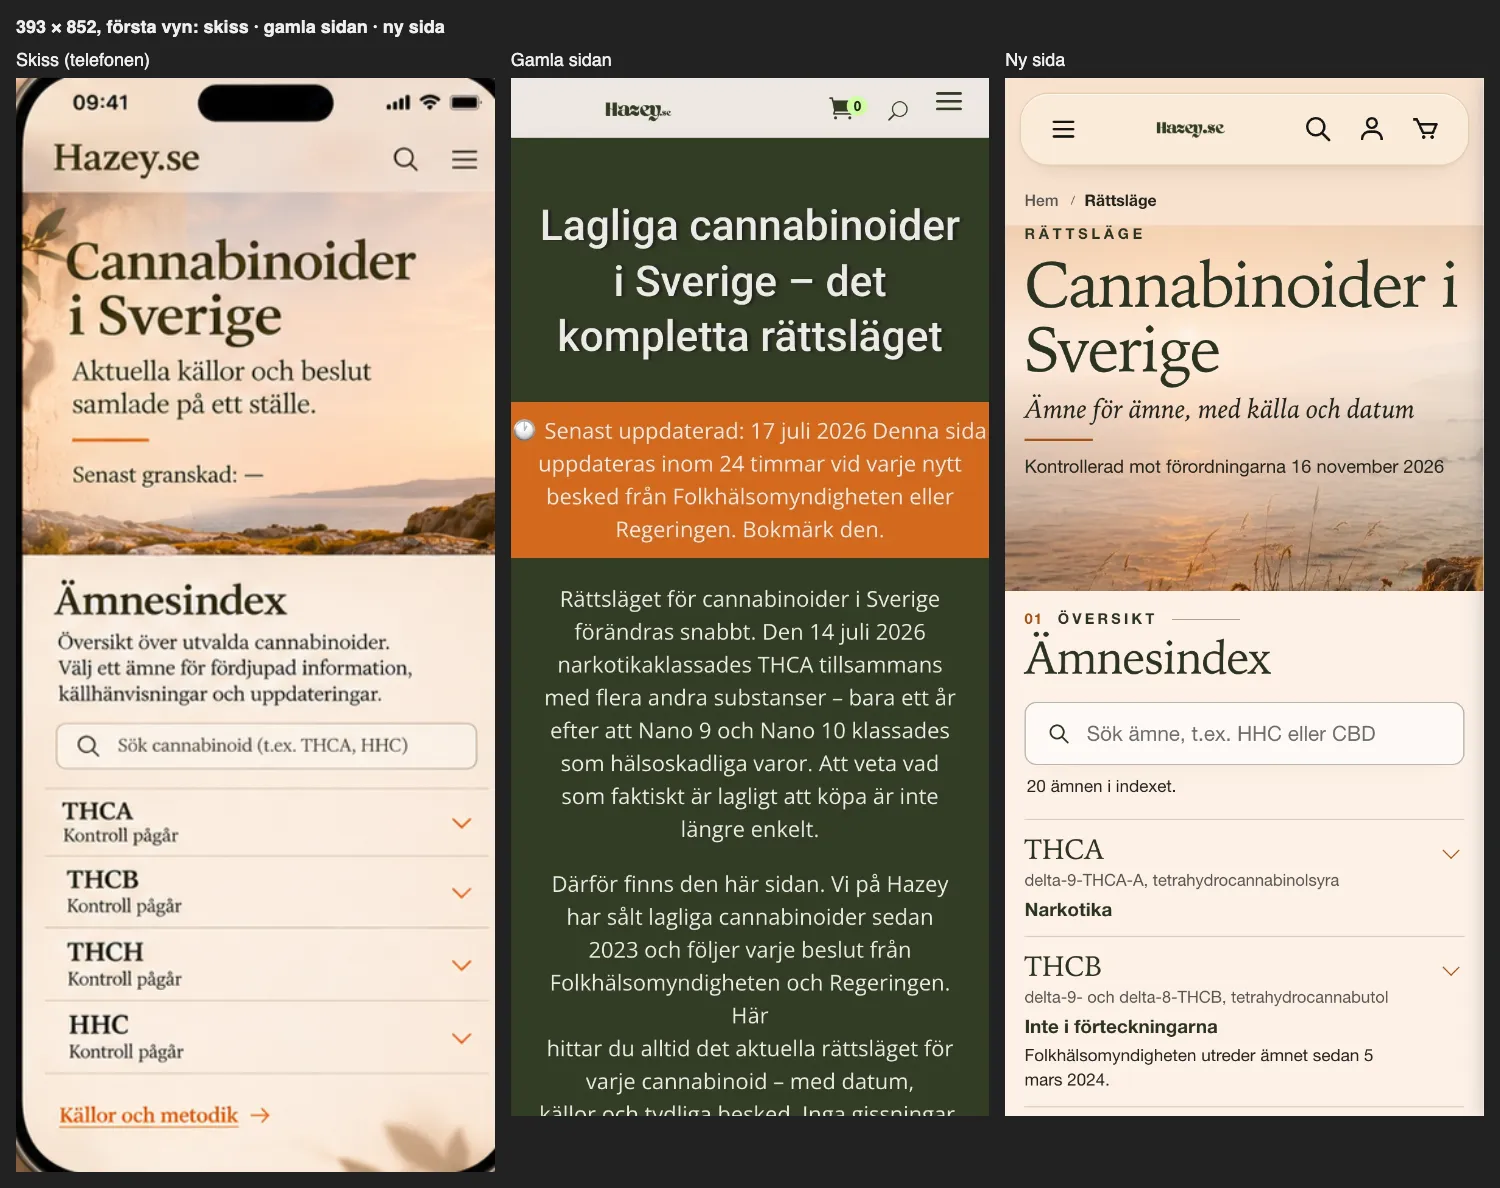 393 × 852, första vyn: skiss · gamla sidan · ny sida
Skiss (telefonen)
09:41
Hazey.se
Cannabinoider
i Sverige
Aktuella källor och beslut
samlade på ett ställe.
Senast granskad: —
Ämnesindex
Översikt över utvalda cannabinoider.
Välj ett ämne för fördjupad information,
källhänvisningar och uppdateringar.
Sök cannabinoid (t.ex. THCA, HHC)
THCA
Kontroll pågår
THCB
Kontroll pågår
THCH
Kontroll pågår
HHC
Kontroll pågår
Källor och metodik →
Gamla sidan
Hazey.se
0
Lagliga cannabinoider
i Sverige – det
kompletta rättsläget
Senast uppdaterad: 17 juli 2026 Denna sida
uppdateras inom 24 timmar vid varje nytt
besked från Folkhälsomyndigheten eller
Regeringen. Bokmärk den.
Rättsläget för cannabinoider i Sverige
förändras snabbt. Den 14 juli 2026
narkotikaklassades THCA tillsammans
med flera andra substanser – bara ett år
efter att Nano 9 och Nano 10 klassades
som hälsoskadliga varor. Att veta vad
som faktiskt är lagligt att köpa är inte
längre enkelt.
Därför finns den här sidan. Vi på Hazey
har sålt lagliga cannabinoider sedan
2023 och följer varje beslut från
Folkhälsomyndigheten och Regeringen.
Här
hittar du alltid det aktuella rättsläget för
varje cannabinoid – med datum,
källor och tydliga besked. Inga gissningar
Ny sida
Hazey.se
Hem / Rättsläge
RÄTTSLÄGE
Cannabinoider i
Sverige
Ämne för ämne, med källa och datum
Kontrollerad mot förordningarna 16 november 2026
01 ÖVERSIKT
Ämnesindex
Sök ämne, t.ex. HHC eller CBD
20 ämnen i indexet.
THCA
delta-9-THCA-A, tetrahydrocannabinolsyra
Narkotika
THCB
delta-9- och delta-8-THCB, tetrahydrocannabutol
Inte i förteckningarna
Folkhälsomyndigheten utreder ämnet sedan 5
mars 2024.